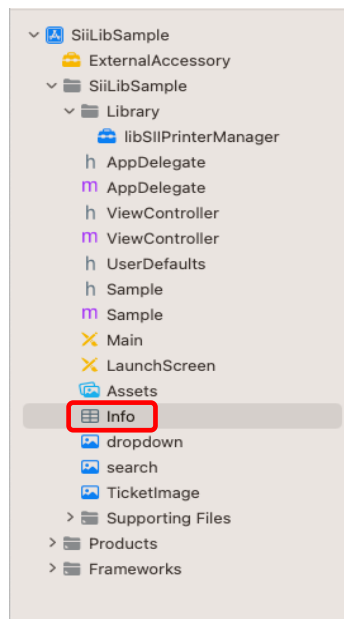 SiiLibSample
ExternalAccessory
SiiLibSample
Library
libSIIPrinterManager
h AppDelegate
m AppDelegate
h ViewController
m ViewController
h UserDefaults
h Sample
m Sample
Main
LaunchScreen
Assets
Info
dropdown
search
TicketImage
Supporting Files
Products
Frameworks